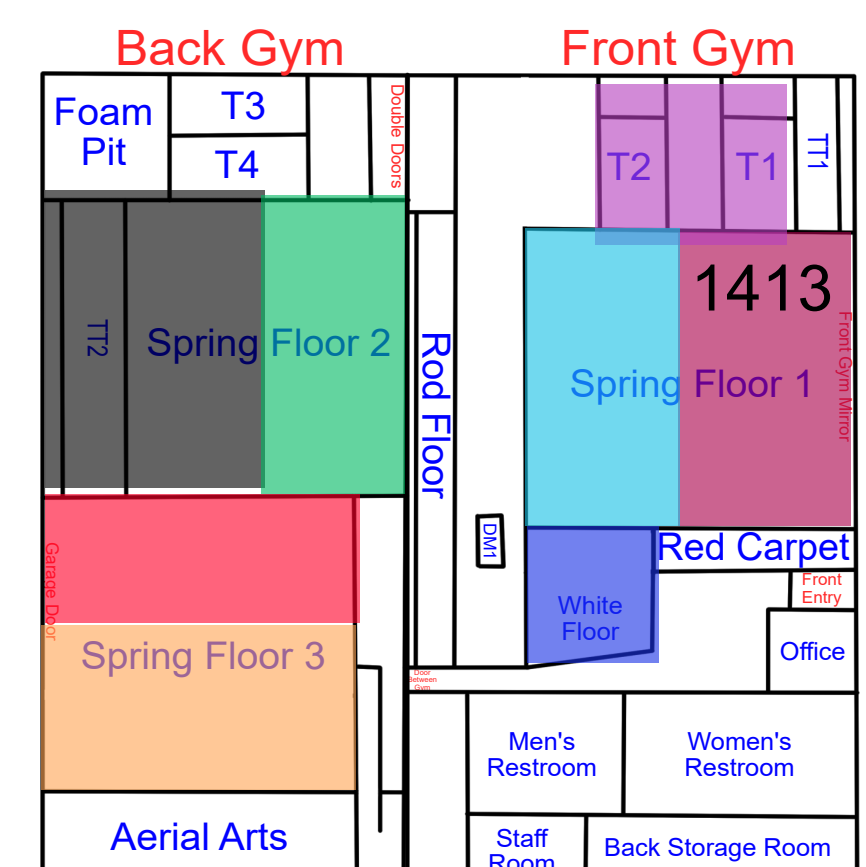 Back Gym
Front Gym
Foam
Pit
T3
T4
Double Doors
T2
T1
TT1
TT2
Spring Floor 2
Rod Floor
1413
Spring Floor 1
Front Gym Mirror
DM1
Red Carpet
Garage Door
White
Floor
Front
Entry
Spring Floor 3
Office
Door
Between
Gym
Men's
Restroom
Women's
Restroom
Aerial Arts
Staff
Room
Back Storage Room